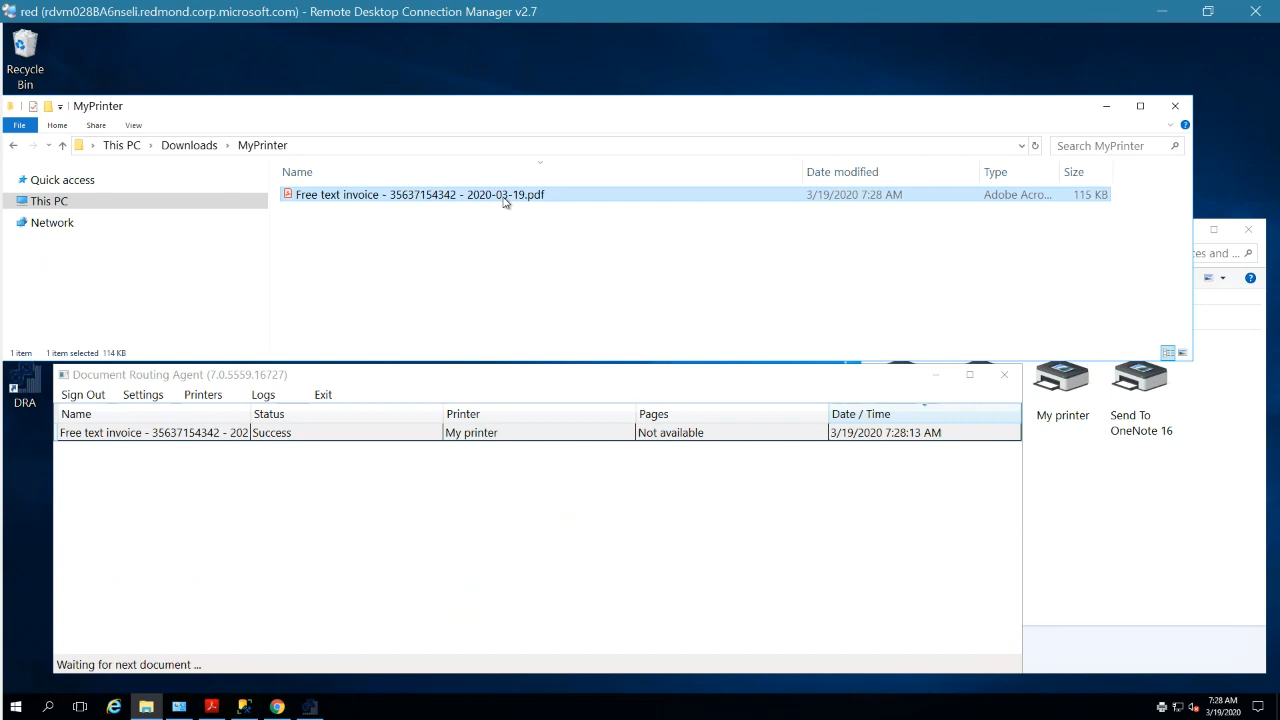 red (rdvm028BA6nseli.redmond.corp.microsoft.com) - Remote Desktop Connection Manager v2.7
Recycle
Bin
MyPrinter
File Home Share View
This PC Downloads MyPrinter
Search MyPrinter
Name Date modified Type Size
Quick access
This PC
Network
Free text invoice - 35637154342 - 2020-03-19.pdf 3/19/2020 7:28 AM Adobe Acro... 115 KB
ces and ...
1 item 1 item selected 114 KB
DRA
Document Routing Agent (7.0.5559.16727)
Sign Out Settings Printers Logs Exit
Name Status Printer Pages Date / Time
Free text invoice - 35637154342 - 202 Success My printer Not available 3/19/2020 7:28:13 AM
My printer
Send To
OneNote 16
Waiting for next document ...
7:28 AM
3/19/2020